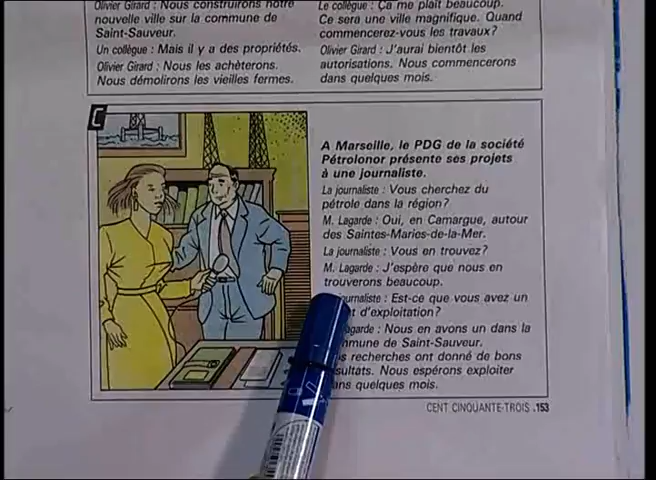 Olivier Girard : Nous construirons notre
nouvelle ville sur la commune de
Saint-Sauveur.
Un collègue : Mais il y a des propriétés.
Olivier Girard : Nous les achèterons.
Nous démolirons les vieilles fermes.
Le collègue : Ça me plaît beaucoup.
Ce sera une ville magnifique. Quand
commencerez-vous les travaux?
Olivier Girard : J'aurai bientôt les
autorisations. Nous commencerons
dans quelques mois.
C
A Marseille, le PDG de la société
Pétrolonor présente ses projets
à une journaliste.
La journaliste : Vous cherchez du
pétrole dans la région?
M. Lagarde : Oui, en Camargue, autour
des Saintes-Maries-de-la-Mer.
La journaliste : Vous en trouvez?
M. Lagarde : J'espère que nous en
trouverons beaucoup.
journaliste : Est-ce que vous avez un
d'exploitation?
Lagarde : Nous en avons un dans la
de Saint-Sauveur.
recherches ont donné de bons
Nous espérons exploiter
quelques mois.
CENT CINQUANTE-TROIS .153